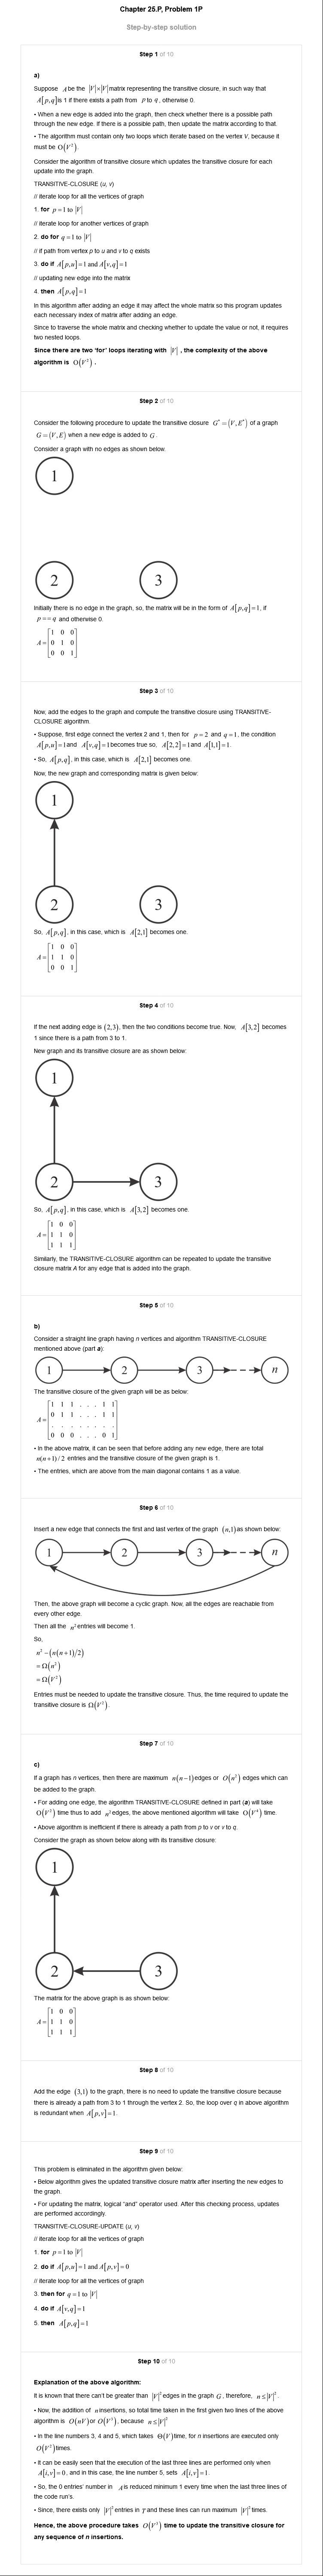 Chapter 25.P, Problem 1P
Step-by-step solution
Step 1 of 10
a)
Suppose A be the |V|×|V| matrix representing the transitive closure, in such way that
A[p,q] is 1 if there exists a path from p to q, otherwise 0.
• When a new edge is added into the graph, then check whether there is a possible path
through the new edge. If there is a possible path, then update the matrix according to that.
• The algorithm must contain only two loops which iterate based on the vertex V, because it
must be O(V²).
Consider the algorithm of transitive closure which updates the transitive closure for each
update into the graph.
TRANSITIVE-CLOSURE (u, v)
// iterate loop for all the vertices of graph
1. for p=1 to |V|
// iterate loop for another vertices of graph
2. do for q=1 to |V|
// if path from vertex p to u and v to q exists
3. do if A[p,u]=1 and A[v,q]=1
// updating new edge into the matrix
4. then A[p,q]=1
In this algorithm after adding an edge it may affect the whole matrix so this program updates
each necessary index of matrix after adding an edge.
Since to traverse the whole matrix and checking whether to update the value or not, it requires
two nested loops.
Since there are two 'for' loops iterating with |V|, the complexity of the above
algorithm is O(V²).
Step 2 of 10
Consider the following procedure to update the transitive closure G*=(V,E*) of a graph
G=(V,E) when a new edge is added to G.
Consider a graph with no edges as shown below.
1
2 3
Initially there is no edge in the graph, so, the matrix will be in the form of A[p,q]=1, if
p==q and otherwise 0.
1 0 0
A= 0 1 0
0 0 1
Step 3 of 10
Now, add the edges to the graph and compute the transitive closure using TRANSITIVE-
CLOSURE algorithm.
• Suppose, first edge connect the vertex 2 and 1, then for p=2 and q=1, the condition
A[p,u]=1 and A[v,q]=1 becomes true so, A[2,2]=1 and A[1,1]=1.
• So, A[p,q], in this case, which is A[2,1] becomes one.
Now, the new graph and corresponding matrix is given below:
1
2 3
So, A[p,q], in this case, which is A[2,1] becomes one.
1 0 0
A= 1 1 0
0 0 1
Step 4 of 10
If the next adding edge is (2,3), then the two conditions become true. Now, A[3,2] becomes
1 since there is a path from 3 to 1.
New graph and its transitive closure are as shown below:
1
2 3
So, A[p,q], in this case, which is A[3,2] becomes one.
1 0 0
A= 1 1 0
1 1 1
Similarly, the TRANSITIVE-CLOSURE algorithm can be repeated to update the transitive
closure matrix A for any edge that is added into the graph.
Step 5 of 10
b)
Consider a straight line graph having n vertices and algorithm TRANSITIVE-CLOSURE
mentioned above (part a):
1 2 3 n
The transitive closure of the given graph will be as below:
1 1 1 . . . 1 1
A= 0 1 1 . . . 1 1
. . . . . . . .
0 0 0 . . . 0 1
• In the above matrix, it can be seen that before adding any new edge, there are total
n(n+1)/2 entries and the transitive closure of the given graph is 1.
• The entries, which are above from the main diagonal contains 1 as a value.
Step 6 of 10
Insert a new edge that connects the first and last vertex of the graph (n,1) as shown below:
1 2 3 n
Then, the above graph will become a cyclic graph. Now, all the edges are reachable from
every other edge.
Then all the n² entries will become 1.
So,
n²−(n(n+1)/2)
=Ω(n²)
=Ω(V²)
Entries must be needed to update the transitive closure. Thus, the time required to update the
transitive closure is Ω(V²).
Step 7 of 10
c)
If a graph has n vertices, then there are maximum n(n−1) edges or O(n²) edges which can
be added to the graph.
• For adding one edge, the algorithm TRANSITIVE-CLOSURE defined in part (a) will take
O(V²) time thus to add n² edges, the above mentioned algorithm will take O(V⁴) time.
• Above algorithm is inefficient if there is already a path from p to v or v to q.
Consider the graph as shown below along with its transitive closure:
1
2 3
The matrix for the above graph is as shown below:
1 0 0
A= 1 1 0
1 1 1
Step 8 of 10
Add the edge (3,1) to the graph, there is no need to update the transitive closure because
there is already a path from 3 to 1 through the vertex 2. So, the loop over q in above algorithm
is redundant when A[p,v]=1.
Step 9 of 10
This problem is eliminated in the algorithm given below:
• Below algorithm gives the updated transitive closure matrix after inserting the new edges to
the graph.
• For updating the matrix, logical "and" operator used. After this checking process, updates
are performed accordingly.
TRANSITIVE-CLOSURE-UPDATE (u, v)
// iterate loop for all the vertices of graph
1. for p=1 to |V|
2. do if A[p,u]=1 and A[p,v]=0
// iterate loop for all the vertices of graph
3. then for q=1 to |V|
4. do if A[v,q]=1
5. then A[p,q]=1
Step 10 of 10
Explanation of the above algorithm:
It is known that there can't be greater than |V|² edges in the graph G, therefore, n≤|V|².
• Now, the addition of n insertions, so total time taken in the first given two lines of the above
algorithm is O(nV) or O(V³), because n≤|V|²
• In the line numbers 3, 4 and 5, which takes Θ(V) time, for n insertions are executed only
O(V²) times.
• It can be easily seen that the execution of the last three lines are performed only when
A[i,v]=0, and in this case, the line number 5, sets A[i,v]=1.
• So, the 0 entries' number in A is reduced minimum 1 every time when the last three lines of
the code run's.
• Since, there exists only |V|² entries in T and these lines can run maximum |V|² times.
Hence, the above procedure takes O(V³) time to update the transitive closure for
any sequence of n insertions.